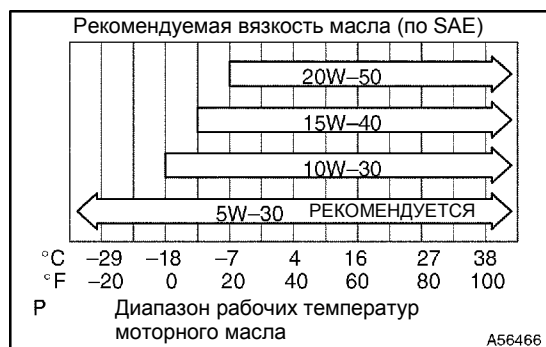 Рекомендуемая вязкость масла (по SAE)
20W–50
15W–40
10W–30
5W–30 РЕКОМЕНДУЕТСЯ
°C –29 –18 –7 4 16 27 38
°F –20 0 20 40 60 80 100
P Диапазон рабочих температур
моторного масла
A56466